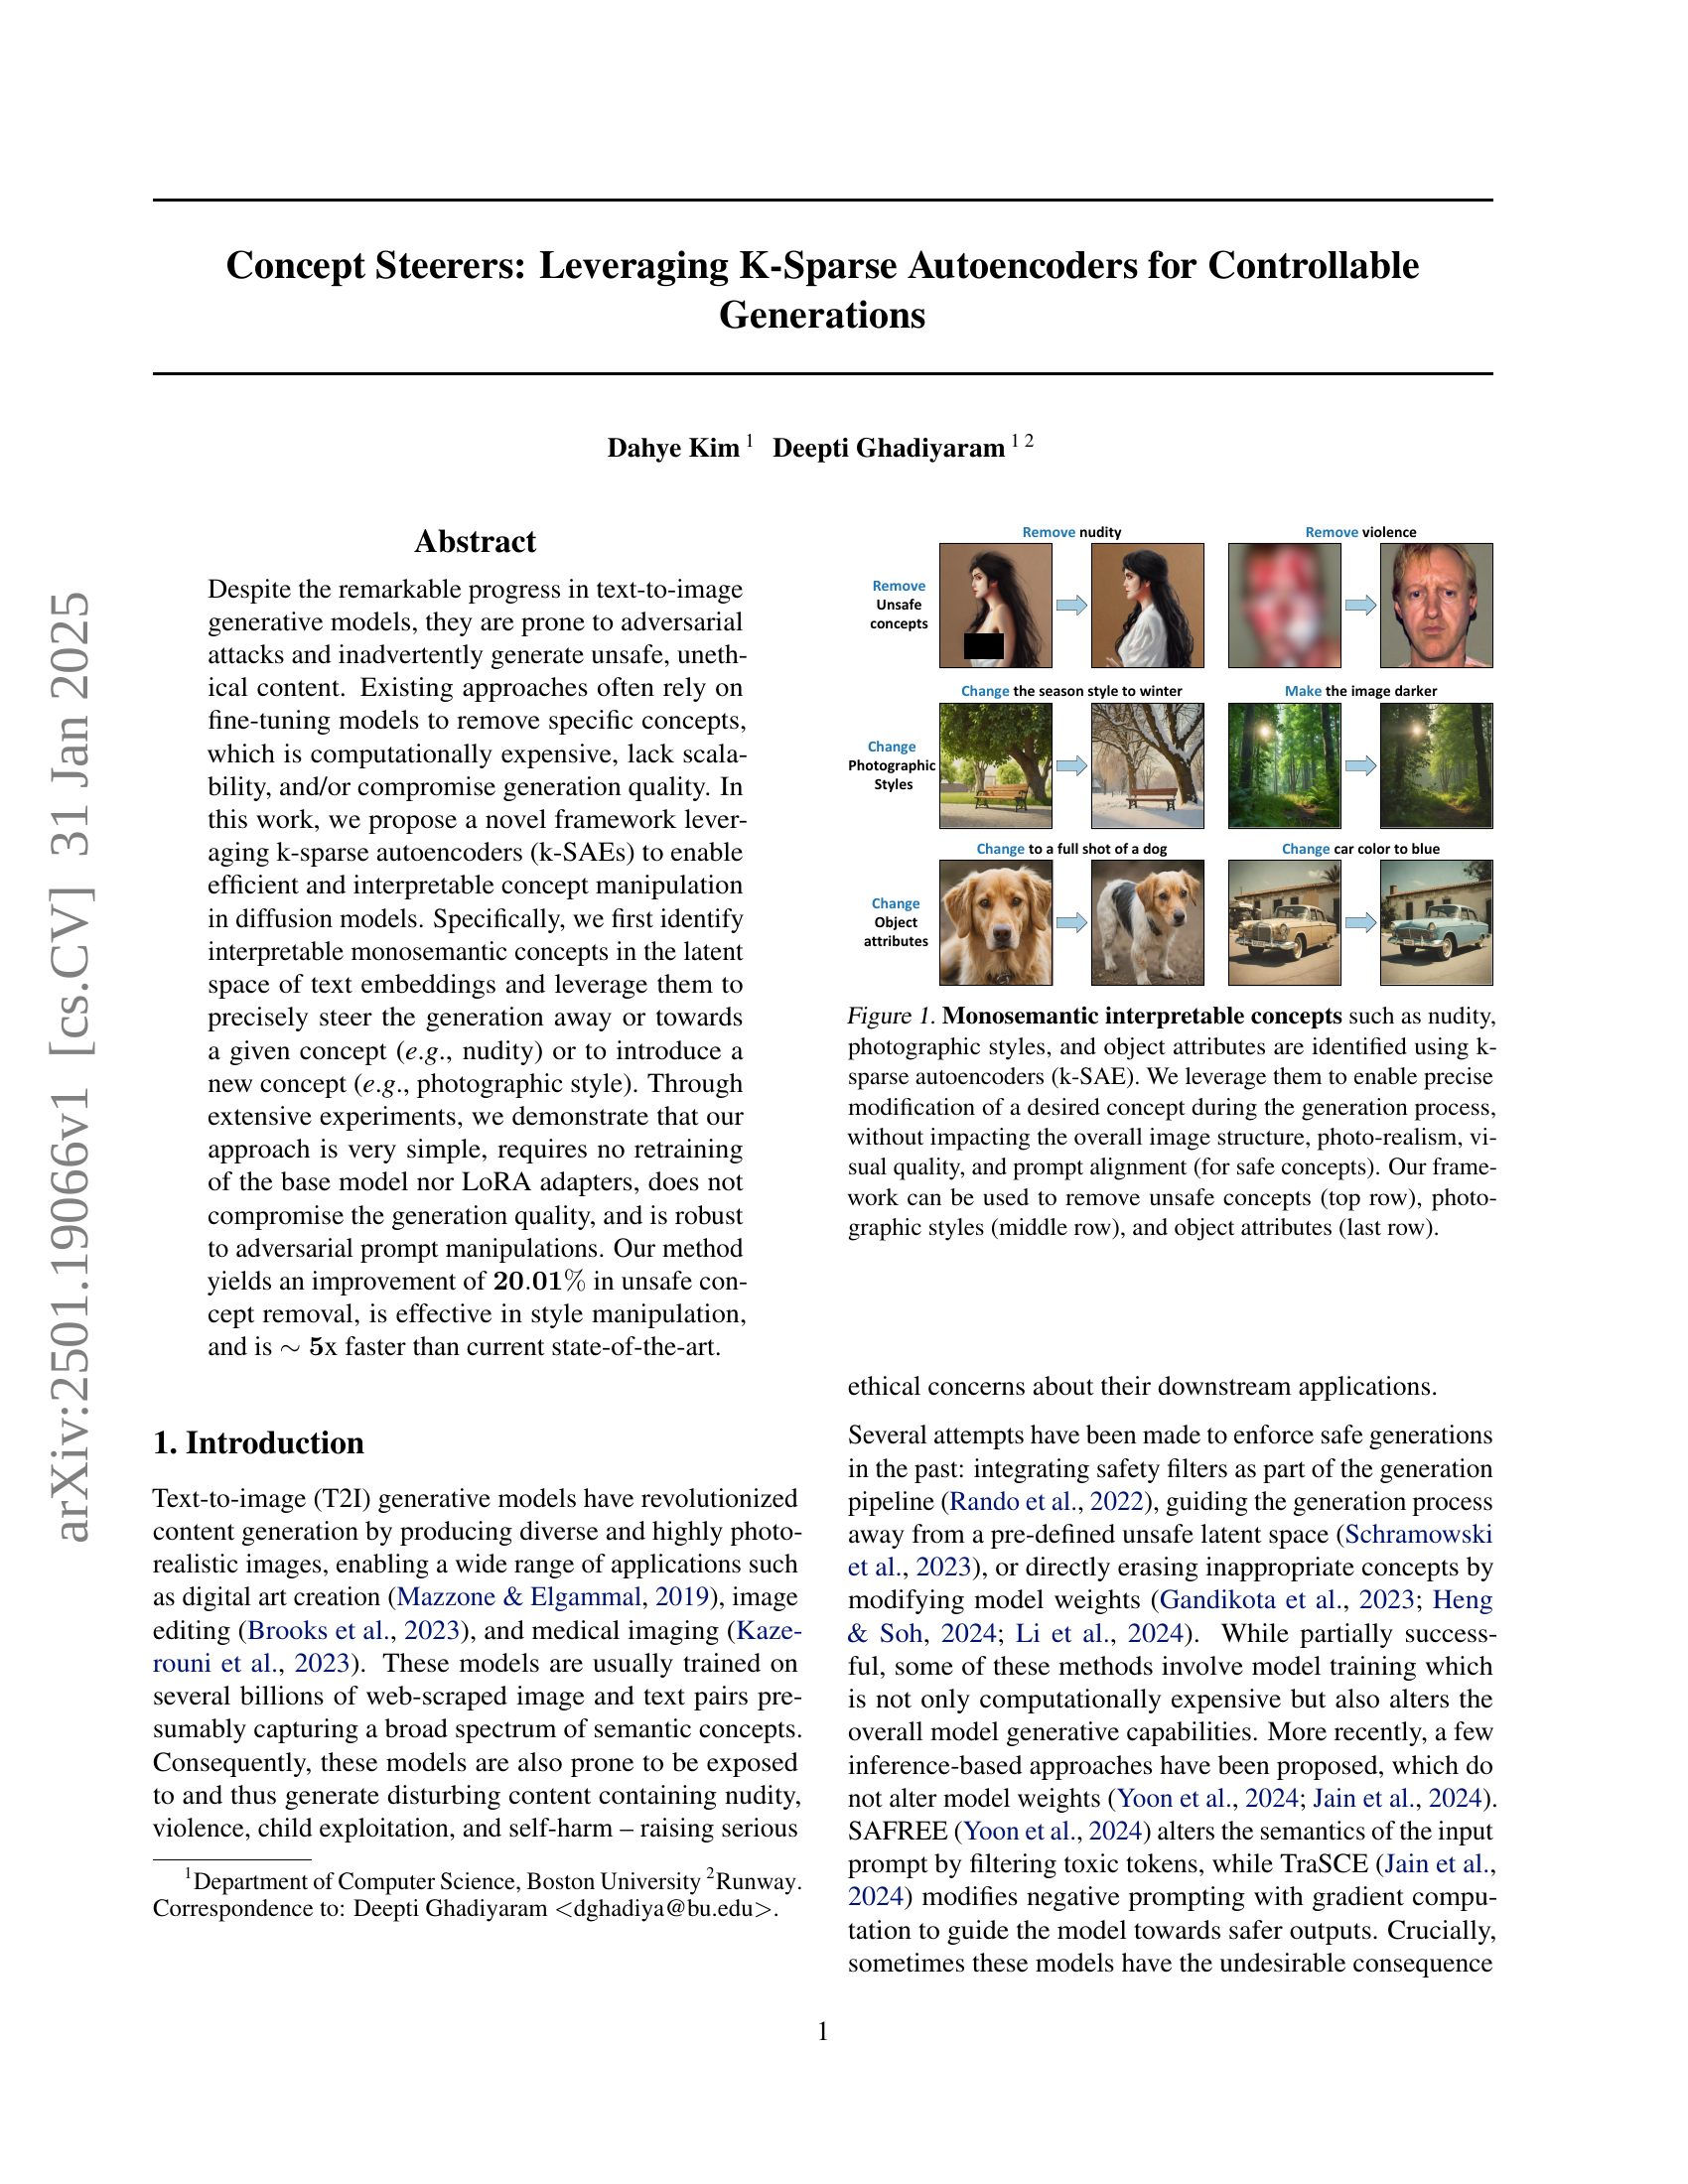 arXiv:2501.19066v1 [cs.CV] 31 Jan 2025
Concept Steerers: Leveraging K-Sparse Autoencoders for Controllable
Generations
Dahye Kim 1 Deepti Ghadiyaram 1 2
Abstract
Despite the remarkable progress in text-to-image
generative models, they are prone to adversarial
attacks and inadvertently generate unsafe, uneth-
ical content. Existing approaches often rely on
fine-tuning models to remove specific concepts,
which is computationally expensive, lack scala-
bility, and/or compromise generation quality. In
this work, we propose a novel framework lever-
aging k-sparse autoencoders (k-SAEs) to enable
efficient and interpretable concept manipulation
in diffusion models. Specifically, we first identify
interpretable monosemantic concepts in the latent
space of text embeddings and leverage them to
precisely steer the generation away or towards
a given concept (e.g., nudity) or to introduce a
new concept (e.g., photographic style). Through
extensive experiments, we demonstrate that our
approach is very simple, requires no retraining
of the base model nor LoRA adapters, does not
compromise the generation quality, and is robust
to adversarial prompt manipulations. Our method
yields an improvement of 20.01% in unsafe con-
cept removal, is effective in style manipulation,
and is ∼ 5x faster than current state-of-the-art.
1. Introduction
Text-to-image (T2I) generative models have revolutionized
content generation by producing diverse and highly photo-
realistic images, enabling a wide range of applications such
as digital art creation (Mazzone & Elgammal, 2019), image
editing (Brooks et al., 2023), and medical imaging (Kaze-
rouni et al., 2023). These models are usually trained on
several billions of web-scraped image and text pairs pre-
sumably capturing a broad spectrum of semantic concepts.
Consequently, these models are also prone to be exposed
to and thus generate disturbing content containing nudity,
violence, child exploitation, and self-harm – raising serious
1Department of Computer Science, Boston University 2Runway.
Correspondence to: Deepti Ghadiyaram <dghadiya@bu.edu>.
Remove nudity
Remove violence
Remove
Unsafe
concepts
Change the season style to winter
Make the image darker
Change
Photographic
Styles
Change to a full shot of a dog
Change car color to blue
Change
Object
attributes
Figure 1. Monosemantic interpretable concepts such as nudity,
photographic styles, and object attributes are identified using k-
sparse autoencoders (k-SAE). We leverage them to enable precise
modification of a desired concept during the generation process,
without impacting the overall image structure, photo-realism, vi-
sual quality, and prompt alignment (for safe concepts). Our frame-
work can be used to remove unsafe concepts (top row), photo-
graphic styles (middle row), and object attributes (last row).
ethical concerns about their downstream applications.
Several attempts have been made to enforce safe generations
in the past: integrating safety filters as part of the generation
pipeline (Rando et al., 2022), guiding the generation process
away from a pre-defined unsafe latent space (Schramowski
et al., 2023), or directly erasing inappropriate concepts by
modifying model weights (Gandikota et al., 2023; Heng
& Soh, 2024; Li et al., 2024). While partially success-
ful, some of these methods involve model training which
is not only computationally expensive but also alters the
overall model generative capabilities. More recently, a few
inference-based approaches have been proposed, which do
not alter model weights (Yoon et al., 2024; Jain et al., 2024).
SAFREE (Yoon et al., 2024) alters the semantics of the input
prompt by filtering toxic tokens, while TraSCE (Jain et al.,
2024) modifies negative prompting with gradient compu-
tation to guide the model towards safer outputs. Crucially,
sometimes these models have the undesirable consequence
1